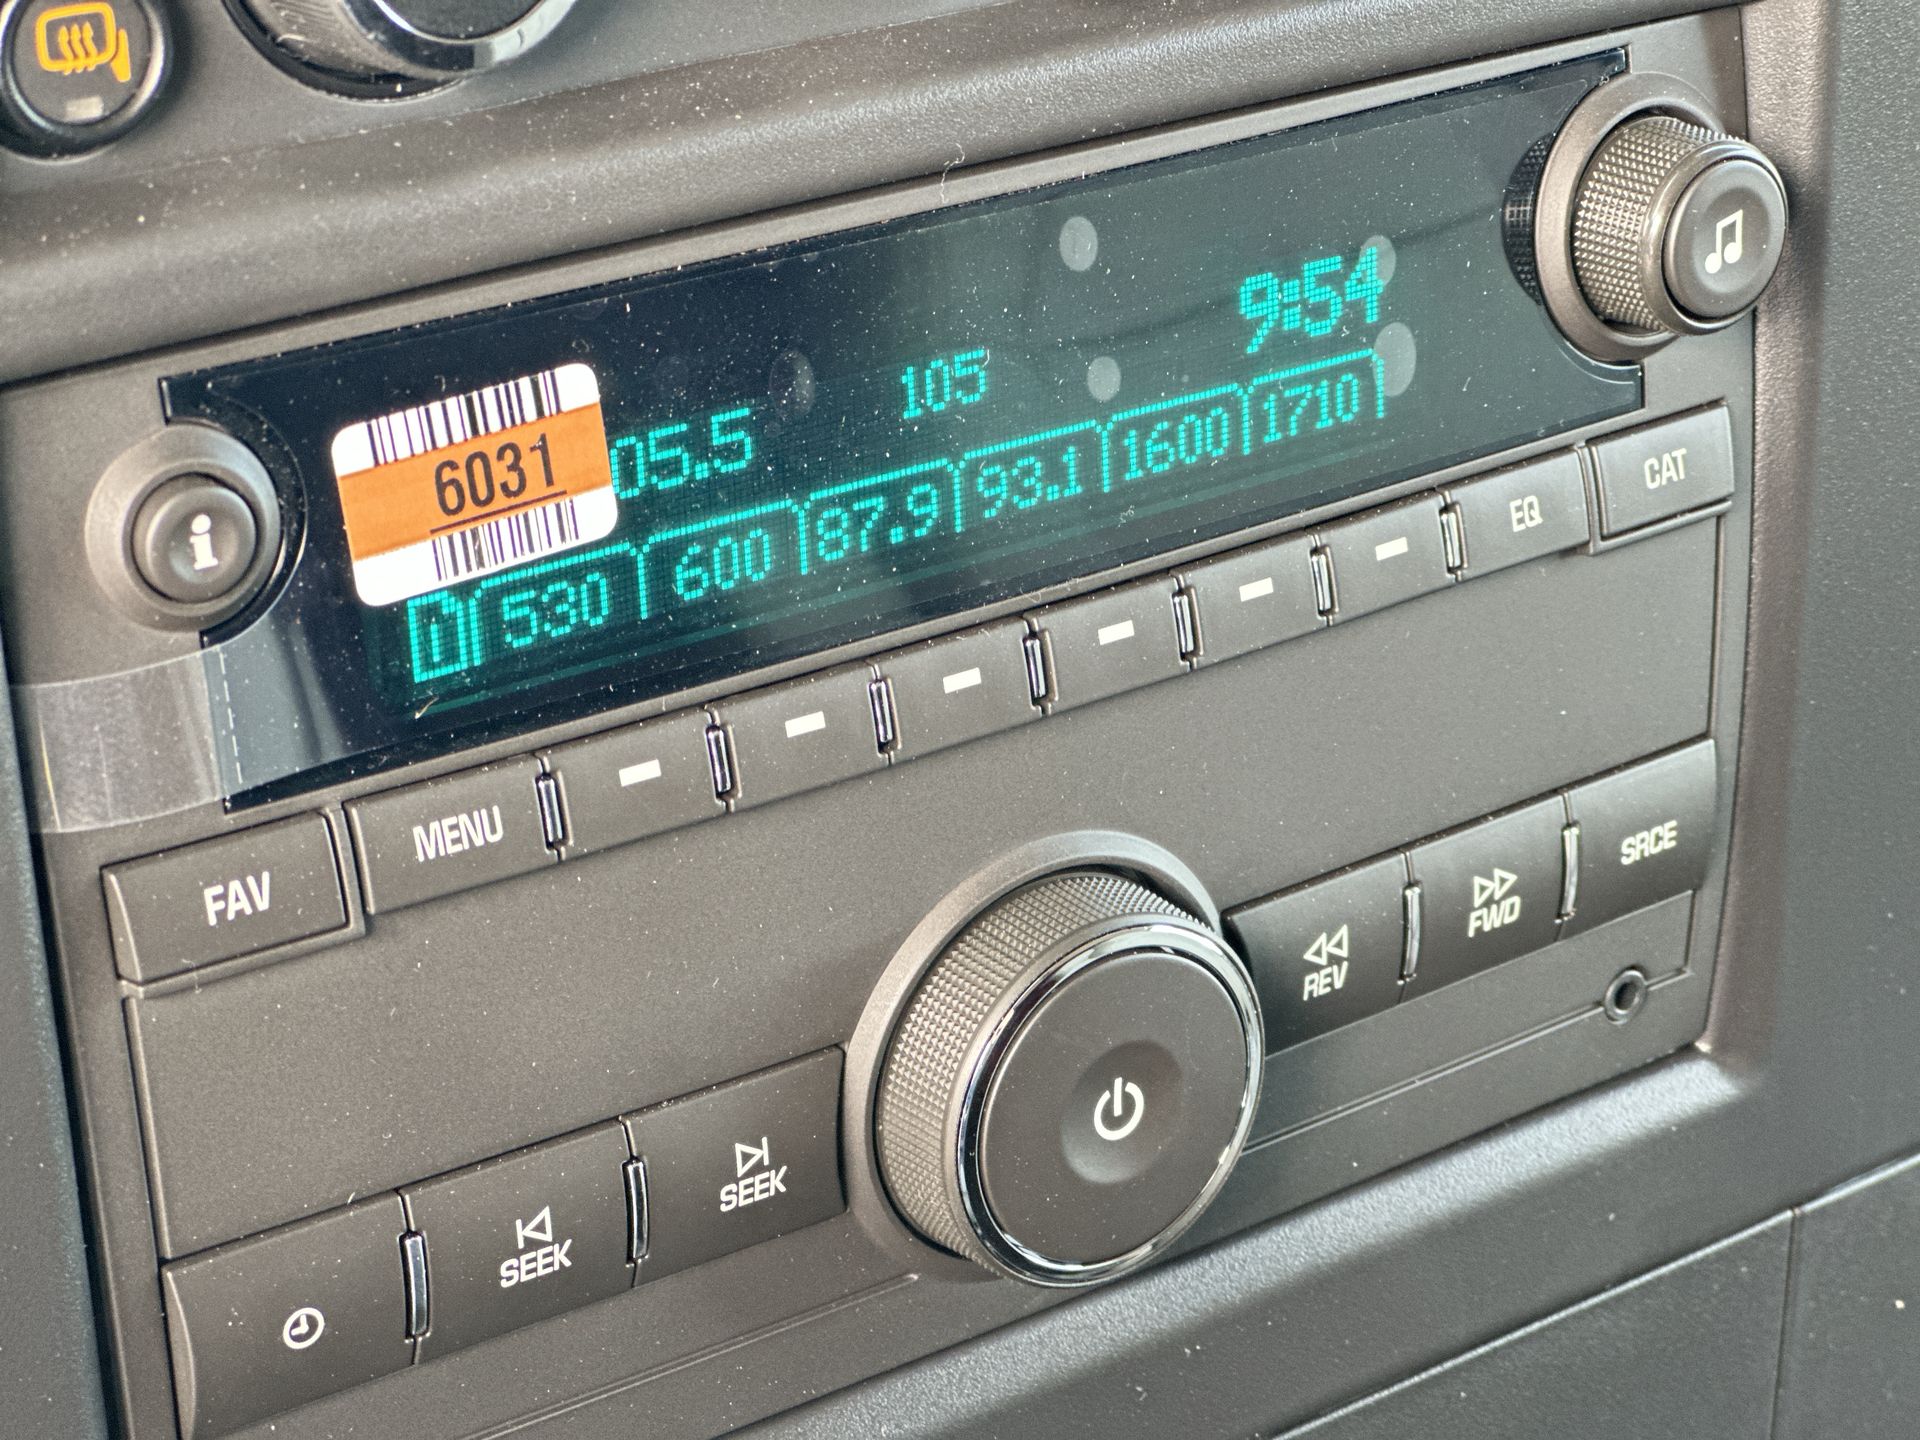 9:54
105
05.5
6031
1 530 600 87.9 93.1 1600 1710
i
CAT
EQ
MENU
FAV
SRCE
FWD
REV
SEEK
SEEK